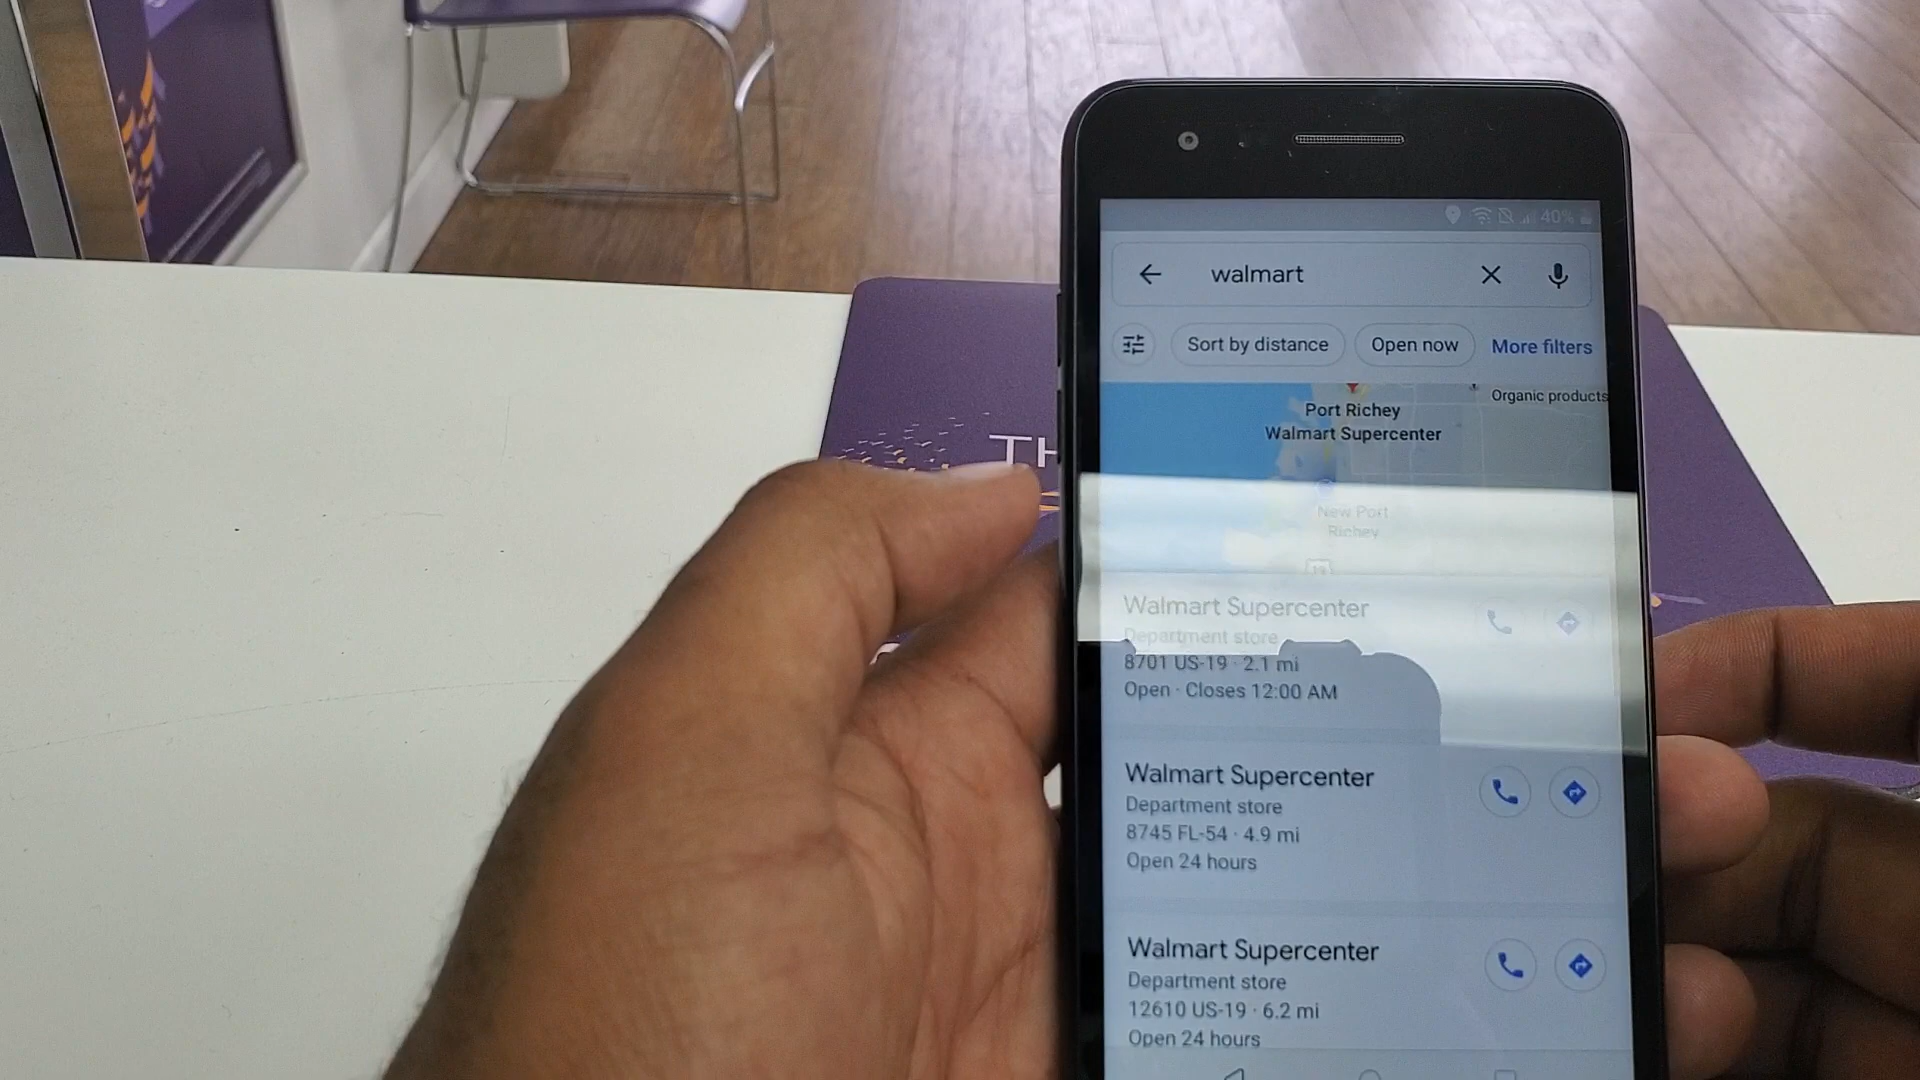 40%
walmart
Sort by distance
Open now
More filters
Organic products
Port Richey
Walmart Supercenter
New Port
Richey
19
Walmart Supercenter
Department store
8701 US-19 · 2.1 mi
Open · Closes 12:00 AM
Walmart Supercenter
Department store
8745 FL-54 · 4.9 mi
Open 24 hours
Walmart Supercenter
Department store
12610 US-19 · 6.2 mi
Open 24 hours
TH